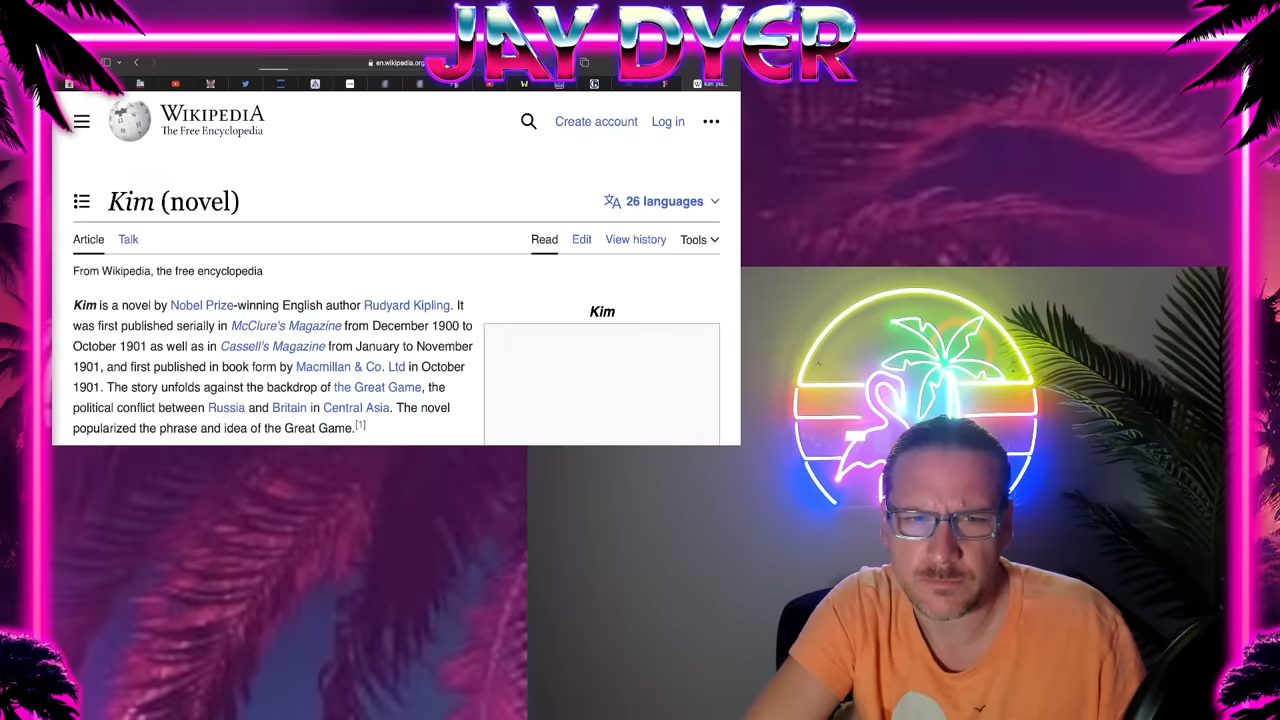 JAY DYER
en.wikipedia.org
Kim (no...
WIKIPEDIA
The Free Encyclopedia
Create account Log in
Kim (novel)
26 languages
Article Talk Read Edit View history Tools
From Wikipedia, the free encyclopedia
Kim is a novel by Nobel Prize-winning English author Rudyard Kipling. It
was first published serially in McClure's Magazine from December 1900 to
October 1901 as well as in Cassell's Magazine from January to November
1901, and first published in book form by Macmillan & Co. Ltd in October
1901. The story unfolds against the backdrop of the Great Game, the
political conflict between Russia and Britain in Central Asia. The novel
popularized the phrase and idea of the Great Game.[1]
Kim